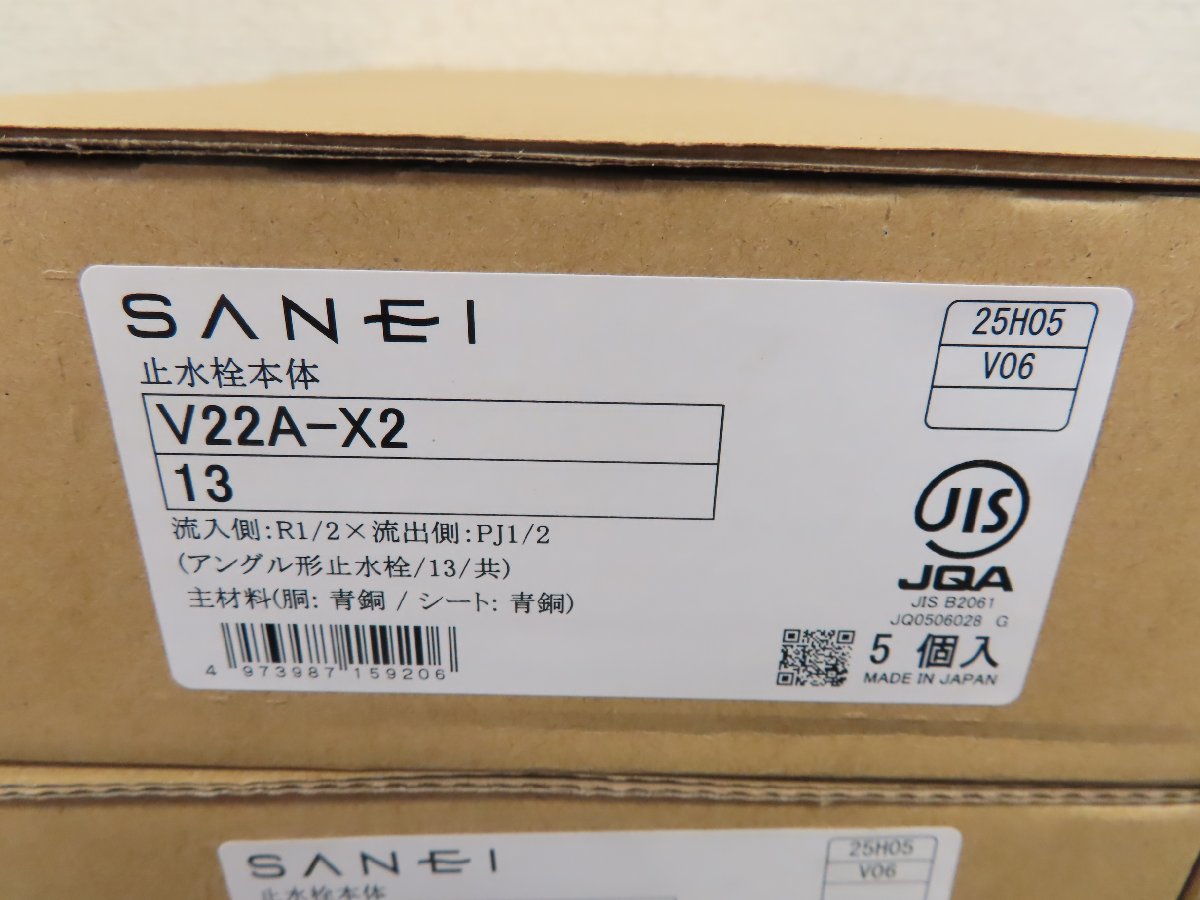 SANEI
止水栓本体
V22A-X2
13
流入側:R1/2×流出側:PJ1/2
(アングル形止水栓/13/共)
主材料(胴: 青銅 / シート: 青銅)
4 973987 159206
25H05
V06
JIS
JQA
JIS B2061
JQ0506028 G
5 個入
MADE IN JAPAN
SANEI
止水栓本体
25H05
V06